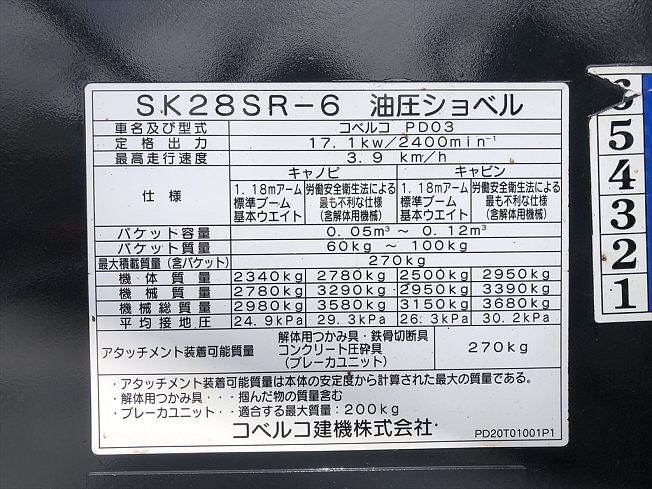 SK28SR-6 油圧ショベル
車名及び型式 コベルコ PD03
定格出力 17.1kw/2400min⁻¹
最高走行速度 3.9 km/h
仕様 キャノピ キャビン
1.18mアーム 労働安全衛生法による 1.18mアーム 労働安全衛生法による
標準ブーム 最も不利な仕様 標準ブーム 最も不利な仕様
基本ウエイト (含解体用機械) 基本ウエイト (含解体用機械)
バケット容量 0.05m³ ~ 0.12m³
バケット質量 60kg ~ 100kg
最大積載質量(含バケット) 270kg
機体質量 2340kg 2780kg 2500kg 2950kg
機械質量 2780kg 3290kg 2950kg 3390kg
機械総質量 2980kg 3580kg 3150kg 3680kg
平均接地圧 24.9kPa 29.3kPa 26.3kPa 30.2kPa
アタッチメント装着可能質量 解体用つかみ具・鉄骨切断具 270kg
コンクリート圧砕具
(ブレーカユニット)
・アタッチメント装着可能質量は本体の安定度から計算された最大の質量である。
・解体用つかみ具・・・掴んだ物の質量含む
・ブレーカユニット・・適合する最大質量:200kg
コベルコ建機株式会社 PD20T01001P1
6
5
4
3
2
1